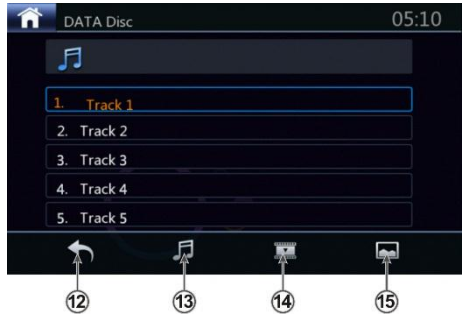 DATA Disc 05:10
1. Track 1
2. Track 2
3. Track 3
4. Track 4
5. Track 5
12 13 14 15